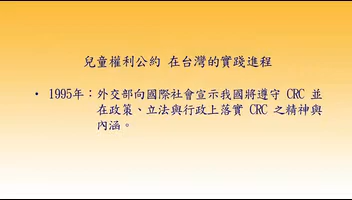 兒童權利公約 在台灣的實踐進程
• 1995年：外交部向國際社會宣示我國將遵守 CRC 並
在政策、立法與行政上落實 CRC 之精神與
內涵。